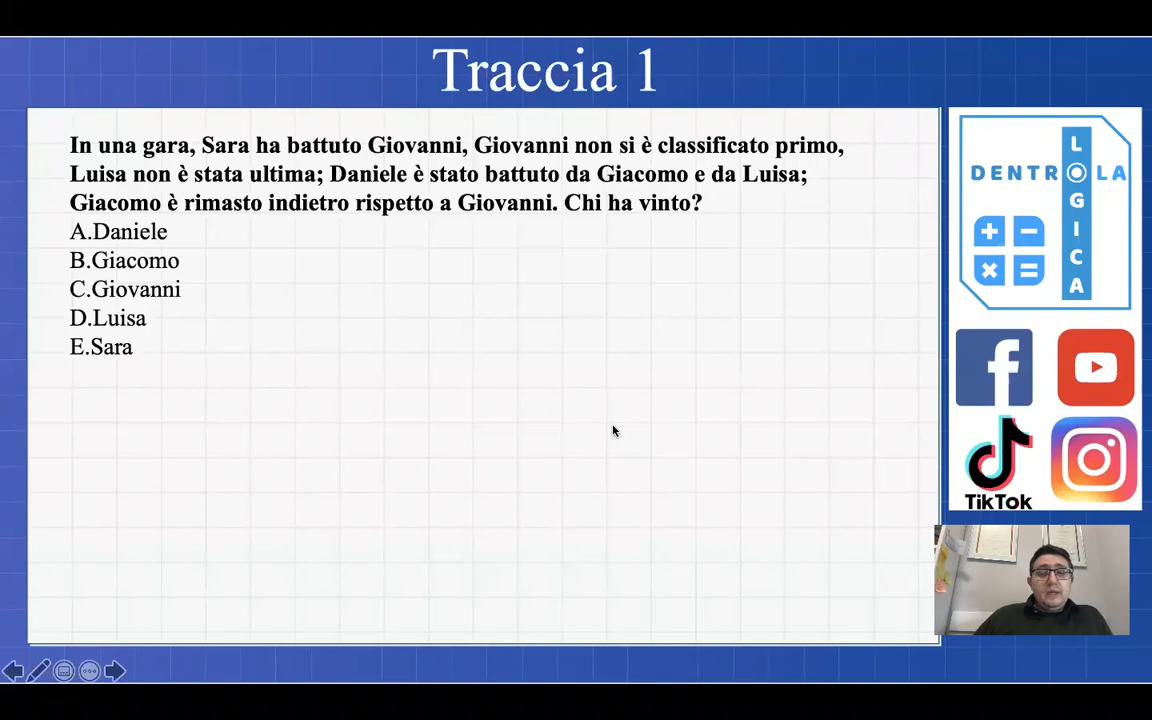 Traccia 1
In una gara, Sara ha battuto Giovanni, Giovanni non si è classificato primo,
Luisa non è stata ultima; Daniele è stato battuto da Giacomo e da Luisa;
Giacomo è rimasto indietro rispetto a Giovanni. Chi ha vinto?
A.Daniele
B.Giacomo
C.Giovanni
D.Luisa
E.Sara
DENTRO LA
LOGICA
TikTok